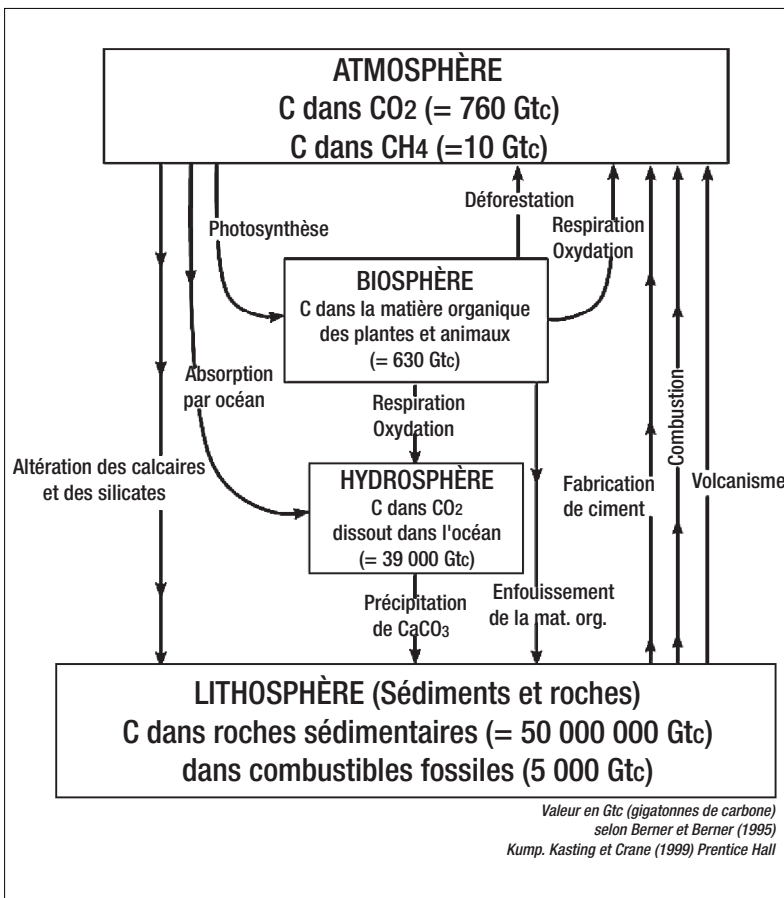 ATMOSPHÈRE
C dans CO2 (= 760 Gtc)
C dans CH4 (=10 Gtc)
Déforestation
Respiration
Oxydation
Photosynthèse
BIOSPHÈRE
C dans la matière organique
des plantes et animaux
(= 630 Gtc)
Absorption
par océan
Respiration
Oxydation
Combustion
Altération des calcaires
et des silicates
HYDROSPHÈRE
C dans CO2
dissout dans l'océan
(= 39 000 Gtc)
Fabrication
de ciment
Volcanisme
Précipitation
de CaCO3
Enfouissement
de la mat. org.
LITHOSPHÈRE (Sédiments et roches)
C dans roches sédimentaires (= 50 000 000 Gtc)
dans combustibles fossiles (5 000 Gtc)
Valeur en Gtc (gigatonnes de carbone)
selon Berner et Berner (1995)
Kump. Kasting et Crane (1999) Prentice Hall